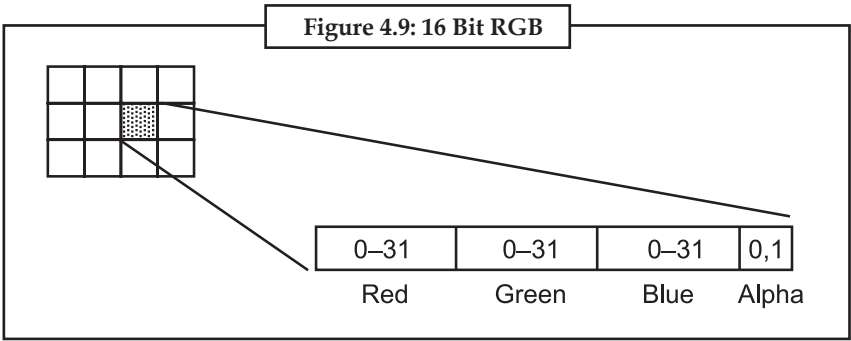 Figure 4.9: 16 Bit RGB
0–31 0–31 0–31 0,1
Red Green Blue Alpha